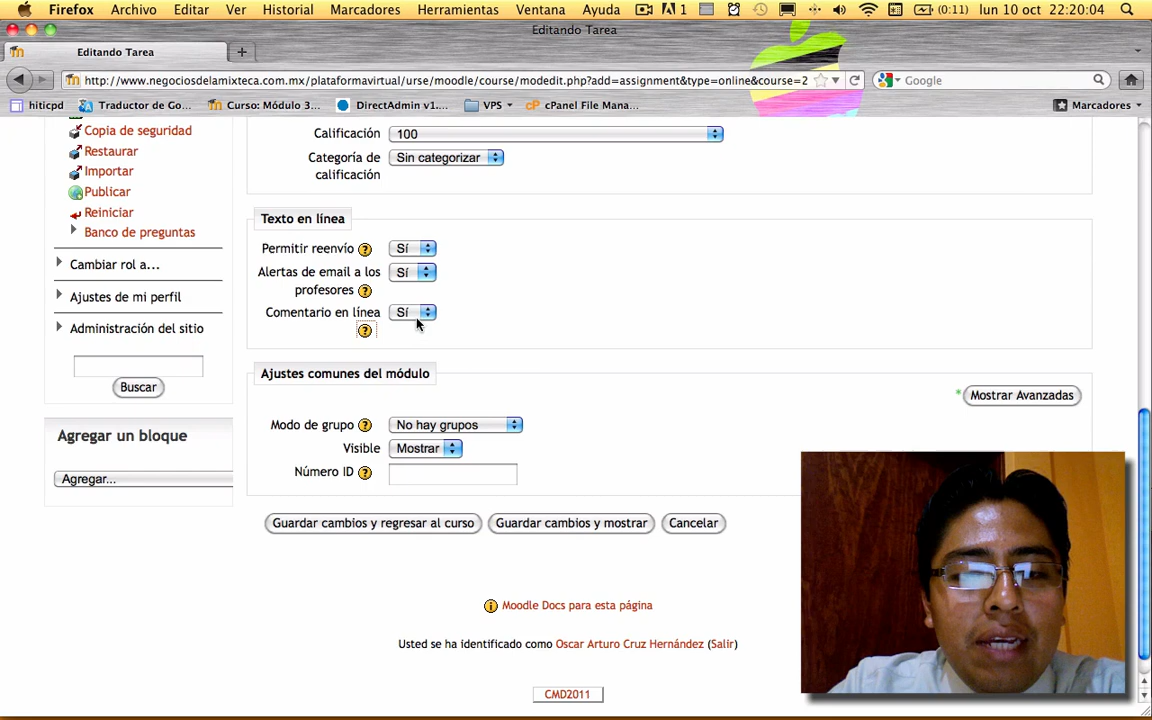 Firefox Archivo Editar Ver Historial Marcadores Herramientas Ventana Ayuda 1 (0:11) lun 10 oct 22:20:04
Editando Tarea
Editando Tarea
http://www.negociosdelamixteca.com.mx/plataformavirtual/urse/moodle/course/modedit.php?add=assignment&type=online&course=2
Google
hiticpd Traductor de Go... Curso: Módulo 3... DirectAdmin v1.... VPS cPanel File Mana... Marcadores
Copia de seguridad
Restaurar
Importar
Publicar
Reiniciar
Banco de preguntas
Cambiar rol a...
Ajustes de mi perfil
Administración del sitio
Buscar
Agregar un bloque
Agregar...
Calificación 100
Categoría de
calificación
Sin categorizar
Texto en línea
Permitir reenvío ? Sí
Alertas de email a los
profesores ?
Sí
Comentario en línea
?
Sí
Ajustes comunes del módulo
* Mostrar Avanzadas
Modo de grupo ? No hay grupos
Visible Mostrar
Número ID ?
Guardar cambios y regresar al curso Guardar cambios y mostrar Cancelar
Moodle Docs para esta página
Usted se ha identificado como Oscar Arturo Cruz Hernández (Salir)
CMD2011